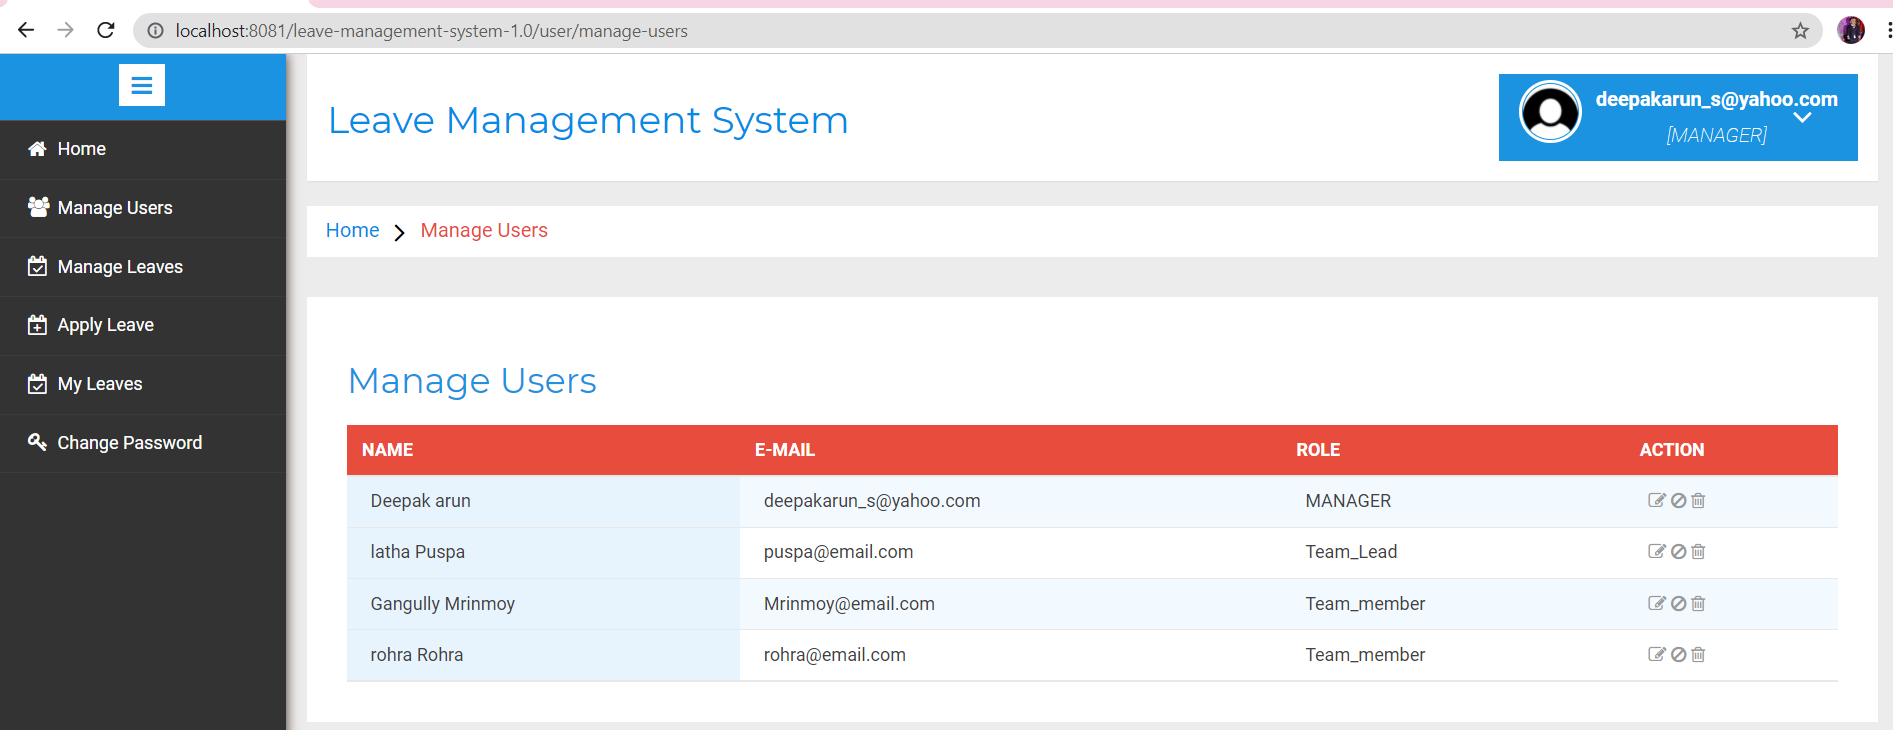 localhost:8081/leave-management-system-1.0/user/manage-users
Leave Management System
deepakarun_s@yahoo.com
[MANAGER]
Home
Manage Users
Manage Leaves
Apply Leave
My Leaves
Change Password
Home Manage Users
Manage Users
NAME E-MAIL ROLE ACTION
Deepak arun deepakarun_s@yahoo.com MANAGER
latha Puspa puspa@email.com Team_Lead
Gangully Mrinmoy Mrinmoy@email.com Team_member
rohra Rohra rohra@email.com Team_member